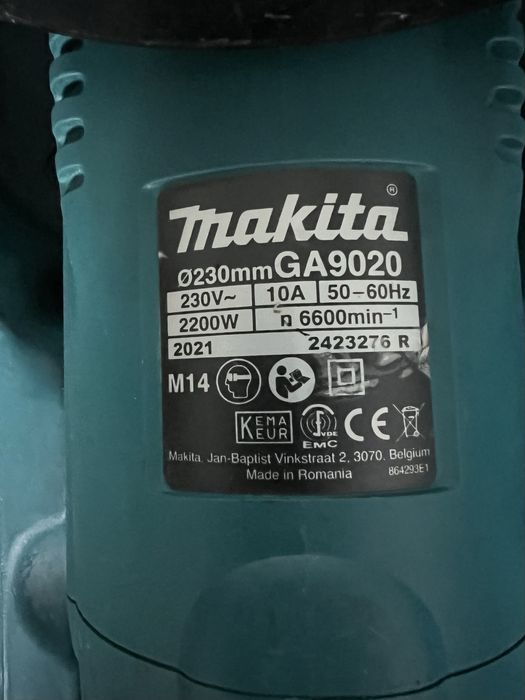 makita®
Ø230mm GA9020
230V~ 10A 50-60Hz
2200W n 6600min⁻¹
2021 2423276 R
M14
KEMA
KEUR
VDE
EMC
CE
Makita. Jan-Baptist Vinkstraat 2, 3070. Belgium
Made in Romania 864293E1